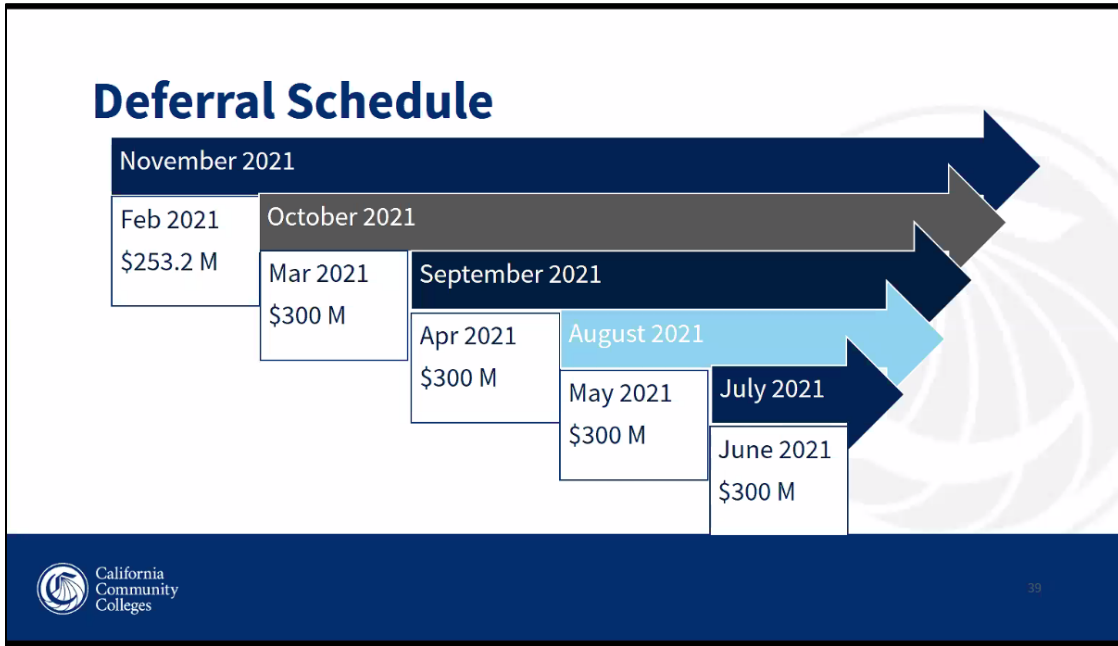 Deferral Schedule
November 2021
Feb 2021
$253.2 M
October 2021
Mar 2021
$300 M
September 2021
Apr 2021
$300 M
August 2021
May 2021
$300 M
July 2021
June 2021
$300 M
California
Community
Colleges
39